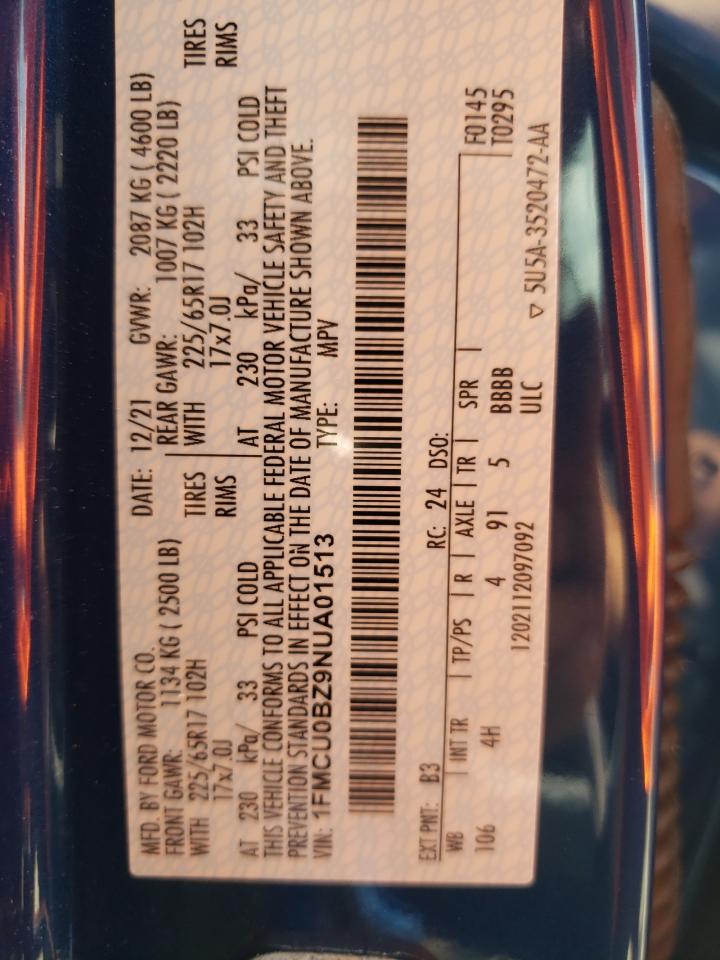 MFD. BY FORD MOTOR CO. DATE: 12/21 GVWR: 2087 KG ( 4600 LB)
FRONT GAWR: 1134 KG ( 2500 LB) REAR GAWR: 1007 KG ( 2220 LB)
WITH 225/65R17 102H TIRES WITH 225/65R17 102H TIRES
17x7.0J RIMS 17x7.0J RIMS
AT 230 kPa/ 33 PSI COLD AT 230 kPa/ 33 PSI COLD
THIS VEHICLE CONFORMS TO ALL APPLICABLE FEDERAL MOTOR VEHICLE SAFETY AND THEFT
PREVENTION STANDARDS IN EFFECT ON THE DATE OF MANUFACTURE SHOWN ABOVE.
VIN: 1FMCU0BZ9NUA01513 TYPE: MPV
EXT PNT: B3 RC: 24 DSO: F0145
WB INT TR TP/PS R AXLE TR SPR T0295
106 4H 4 91 5 BBBB
1202112097092 ULC
▽ 5U5A-3520472-AA